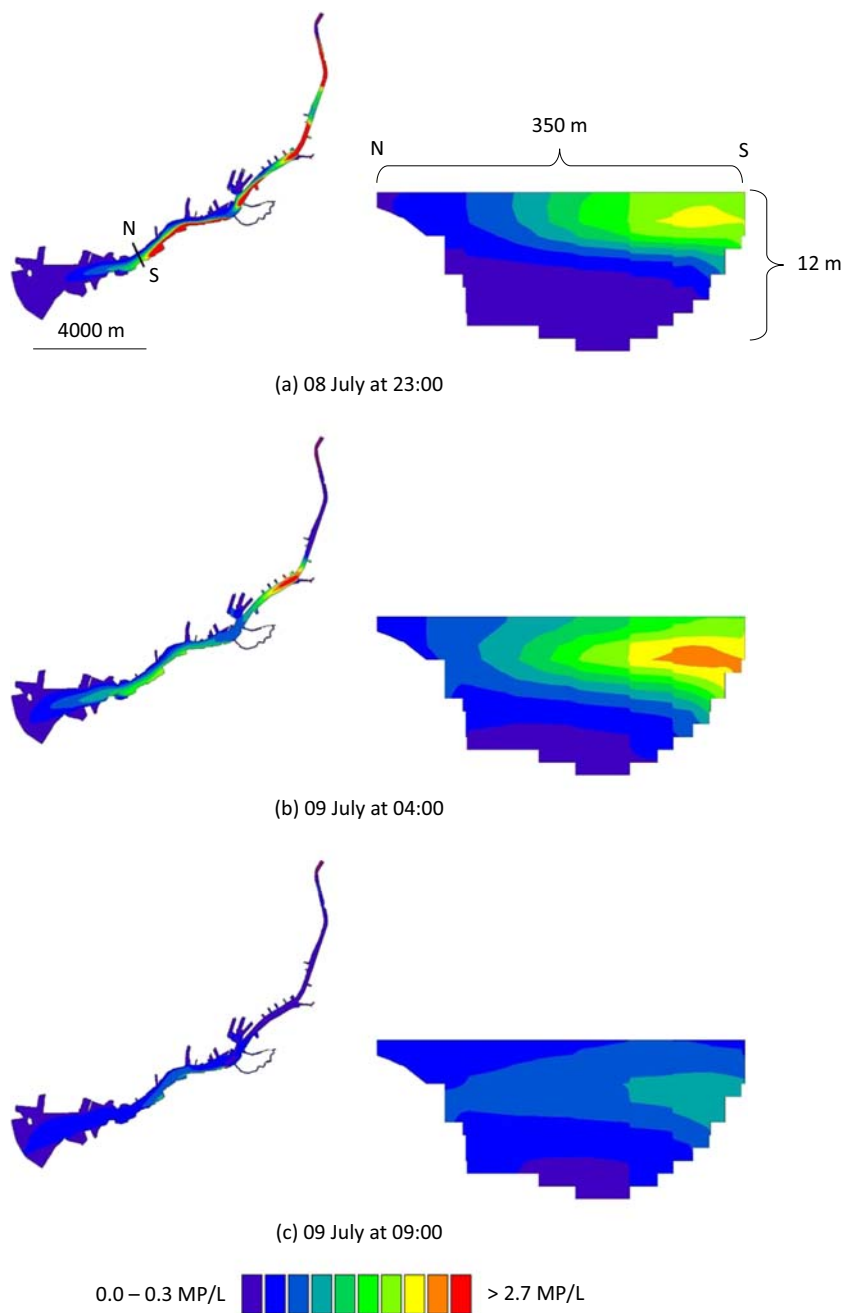 350 m
N
S
N
S
12 m
4000 m
(a) 08 July at 23:00
(b) 09 July at 04:00
(c) 09 July at 09:00
0.0 – 0.3 MP/L
> 2.7 MP/L